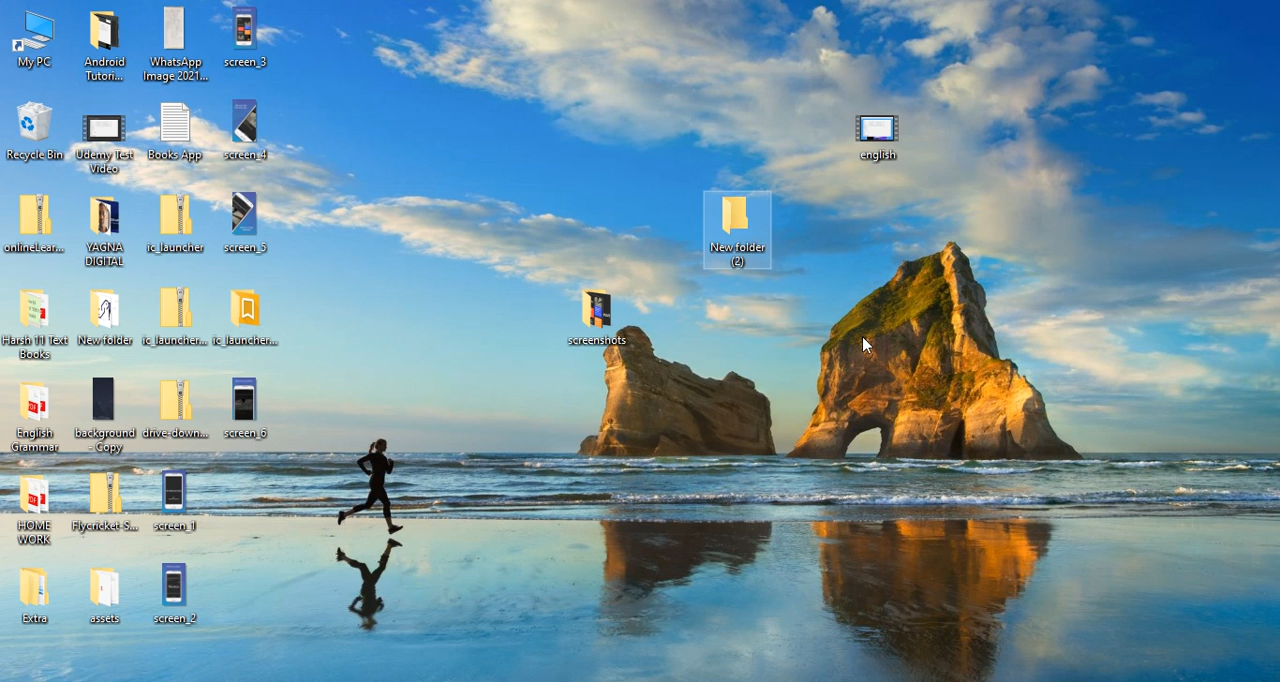 My PC
Android
Tutori...
WhatsApp
Image 2021...
screen_3
Recycle Bin
Udemy Test
Video
Books App
screen_4
english
onlineLear...
YAGNA
DIGITAL
ic_launcher
screen_5
New folder
(2)
Harsh 11 Text
Books
New folder
ic_launcher...
ic_launcher...
screenshots
English
Grammar
background
- Copy
drive-down...
screen_6
HOME
WORK
Flycricket-S...
screen_1
Extra
assets
screen_2